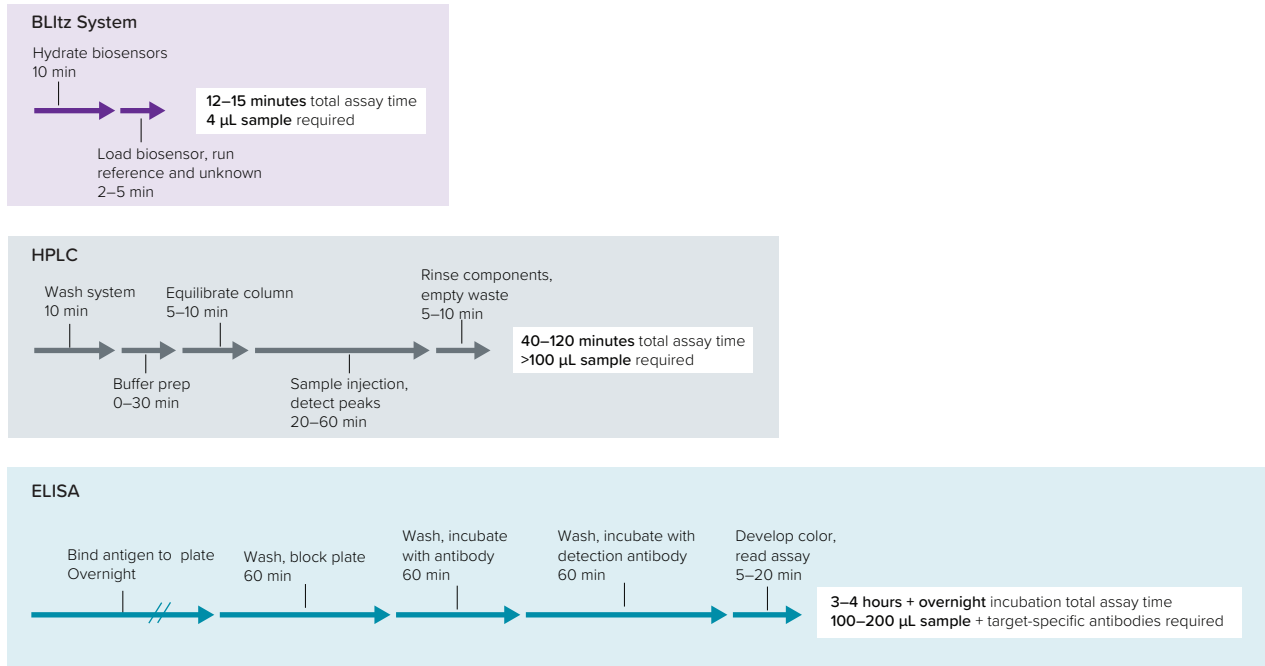 BLItz System
Hydrate biosensors
10 min
12–15 minutes total assay time
4 µL sample required
Load biosensor, run
reference and unknown
2–5 min
HPLC
Wash system
10 min
Equilibrate column
5–10 min
Rinse components,
empty waste
5–10 min
40–120 minutes total assay time
>100 µL sample required
Buffer prep
0–30 min
Sample injection,
detect peaks
20–60 min
ELISA
Bind antigen to plate
Overnight
Wash, block plate
60 min
Wash, incubate
with antibody
60 min
Wash, incubate with
detection antibody
60 min
Develop color,
read assay
5–20 min
3–4 hours + overnight incubation total assay time
100–200 µL sample + target-specific antibodies required